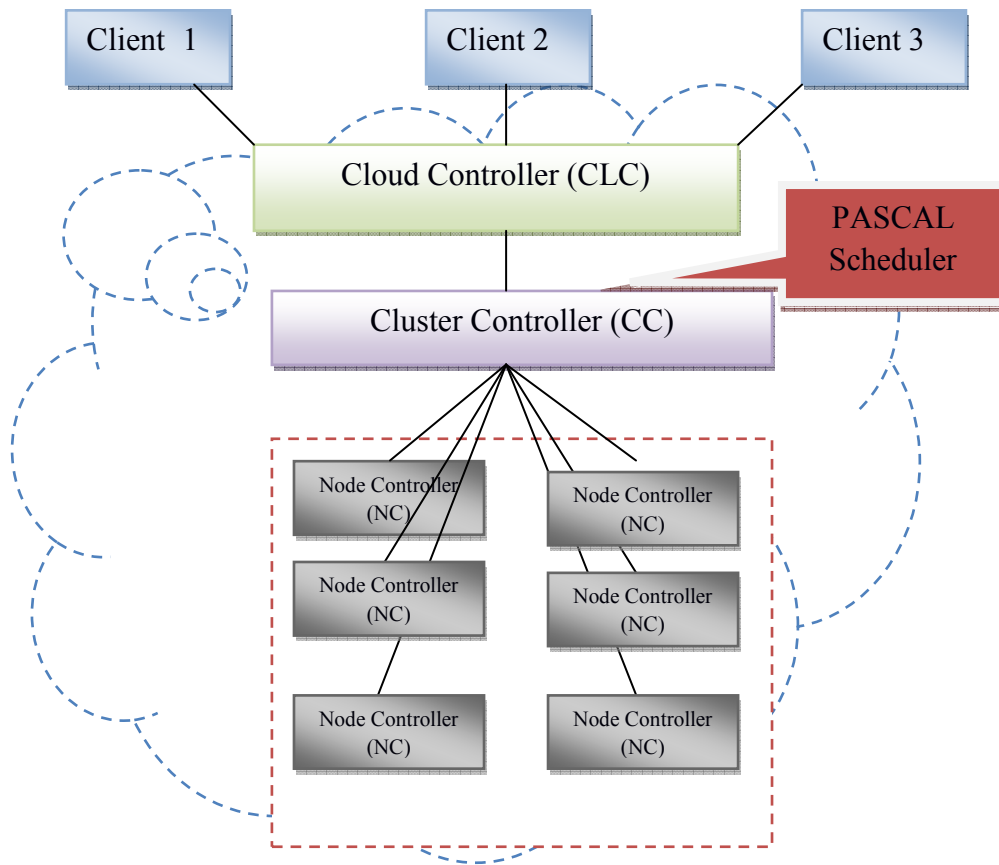 Client 1
Client 2
Client 3
Cloud Controller (CLC)
PASCAL
Scheduler
Cluster Controller (CC)
Node Controller
(NC)
Node Controller
(NC)
Node Controller
(NC)
Node Controller
(NC)
Node Controller
(NC)
Node Controller
(NC)